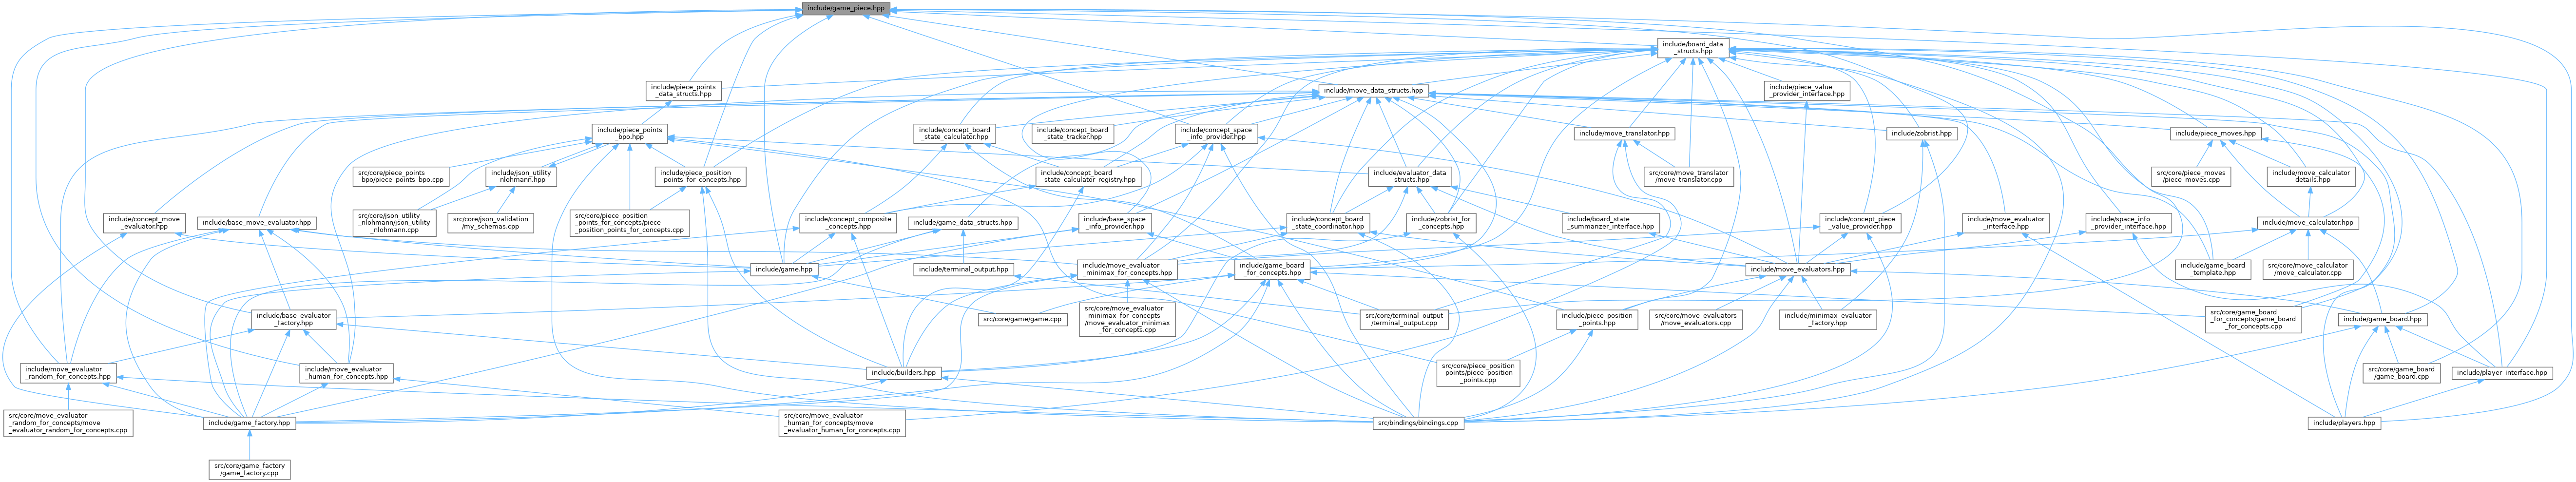 include/game_piece.hpp
include/board_data
_structs.hpp
include/piece_points
_data_structs.hpp
include/move_data_structs.hpp
include/piece_value
_provider_interface.hpp
include/piece_points
_bpo.hpp
include/concept_board
_state_calculator.hpp
include/concept_board
_state_tracker.hpp
include/concept_space
_info_provider.hpp
include/move_translator.hpp
include/zobrist.hpp
include/piece_moves.hpp
src/core/piece_points
_bpo/piece_points_bpo.cpp
include/json_utility
_nlohmann.hpp
include/piece_position
_points_for_concepts.hpp
include/concept_board
_state_calculator_registry.hpp
include/evaluator_data
_structs.hpp
src/core/move_translator
/move_translator.cpp
src/core/piece_moves
/piece_moves.cpp
include/move_calculator
_details.hpp
include/concept_move
_evaluator.hpp
include/base_move_evaluator.hpp
src/core/json_utility
_nlohmann/json_utility
_nlohmann.cpp
src/core/json_validation
/my_schemas.cpp
src/core/piece_position
_points_for_concepts/piece
_position_points_for_concepts.cpp
include/concept_composite
_concepts.hpp
include/game_data_structs.hpp
include/base_space
_info_provider.hpp
include/concept_board
_state_coordinator.hpp
include/zobrist_for
_concepts.hpp
include/board_state
_summarizer_interface.hpp
include/concept_piece
_value_provider.hpp
include/move_evaluator
_interface.hpp
include/space_info
_provider_interface.hpp
include/move_calculator.hpp
include/game.hpp
include/terminal_output.hpp
include/move_evaluator
_minimax_for_concepts.hpp
include/game_board
_for_concepts.hpp
include/move_evaluators.hpp
include/game_board
_template.hpp
src/core/move_calculator
/move_calculator.cpp
include/base_evaluator
_factory.hpp
src/core/game/game.cpp
src/core/move_evaluator
_minimax_for_concepts
/move_evaluator_minimax
_for_concepts.cpp
src/core/terminal_output
/terminal_output.cpp
include/piece_position
_points.hpp
src/core/move_evaluators
/move_evaluators.cpp
include/minimax_evaluator
_factory.hpp
src/core/game_board
_for_concepts/game_board
_for_concepts.cpp
include/game_board.hpp
include/move_evaluator
_random_for_concepts.hpp
include/move_evaluator
_human_for_concepts.hpp
include/builders.hpp
src/core/piece_position
_points/piece_position
_points.cpp
src/core/game_board
/game_board.cpp
include/player_interface.hpp
src/core/move_evaluator
_random_for_concepts/move
_evaluator_random_for_concepts.cpp
include/game_factory.hpp
src/core/move_evaluator
_human_for_concepts/move
_evaluator_human_for_concepts.cpp
src/bindings/bindings.cpp
include/players.hpp
src/core/game_factory
/game_factory.cpp